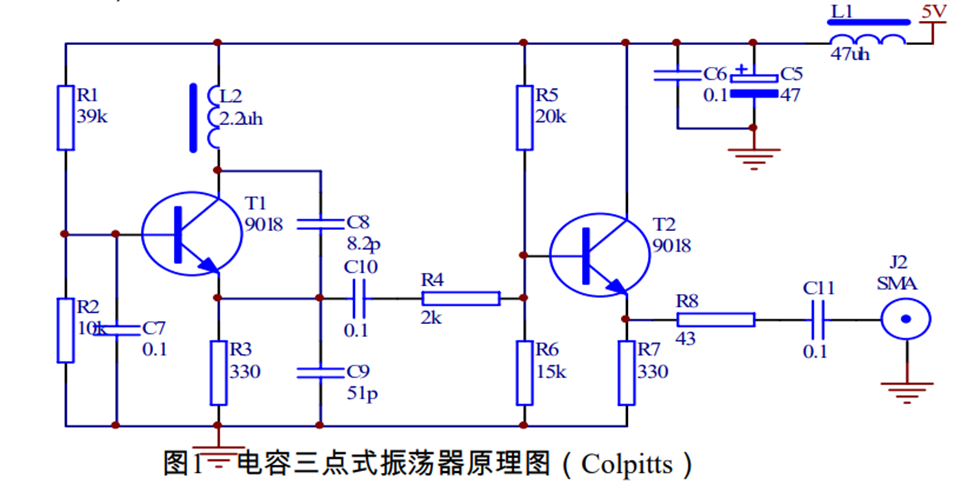 L1
5V
47uh
R1
39k
L2
2.2uh
R5
20k
C6
0.1
C5
47
+
T1
9018
C8
8.2p
T2
9018
C10
0.1
R4
2k
J2
SMA
C11
0.1
R8
43
R2
10k
C7
0.1
R3
330
C9
51p
R6
15k
R7
330
图1 电容三点式振荡器原理图（Colpitts）